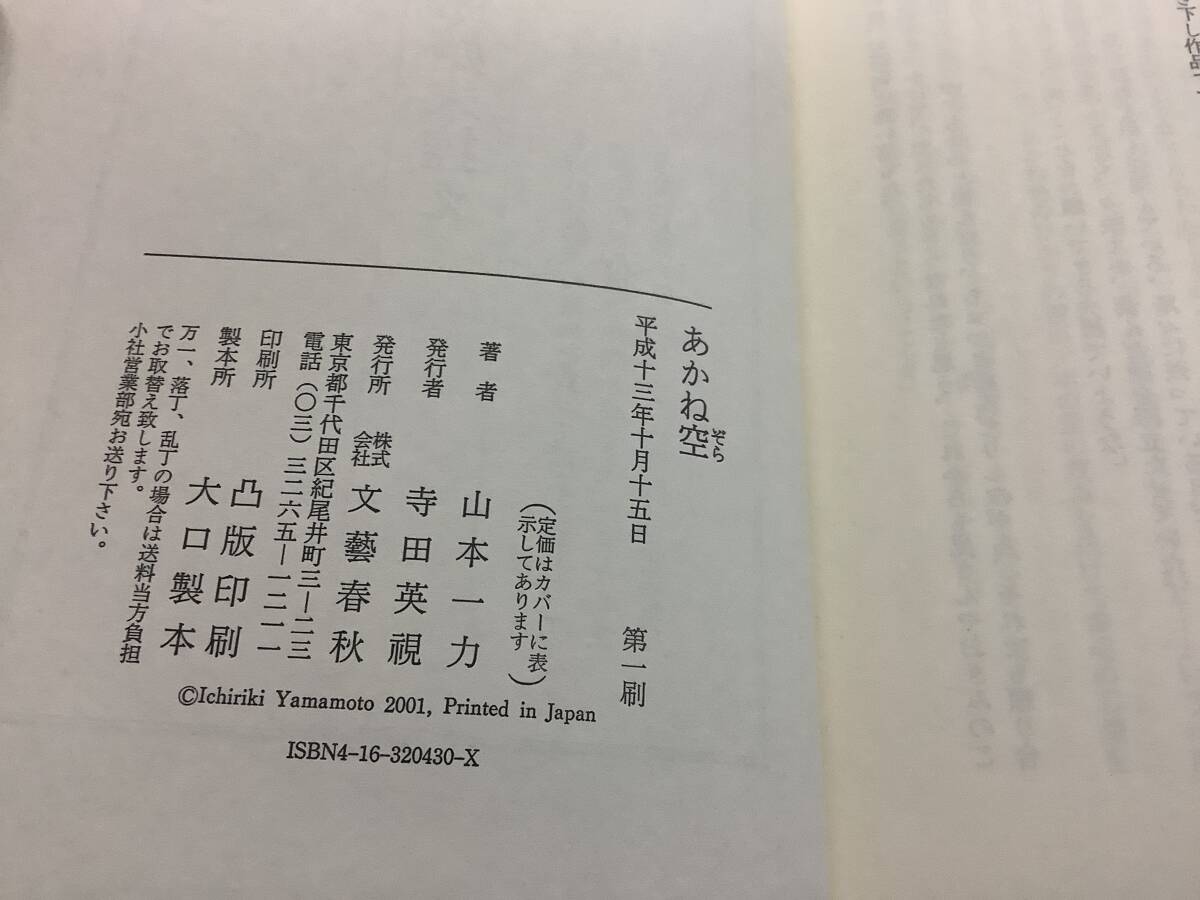 下し作品
あかね空
ぞら
平成十三年十月十五日 第一刷
（定価はカバーに表
示してあります）
著者 山本一力
発行者 寺田英視
発行所 株式会社 文藝春秋
東京都千代田区紀尾井町三―二三
電話（〇三）三二六五―一二一一
印刷所 凸版印刷
製本所 大口製本
万一、落丁、乱丁の場合は送料当方負担
でお取替え致します。
小社営業部宛お送り下さい。
©Ichiriki Yamamoto 2001, Printed in Japan
ISBN4-16-320430-X